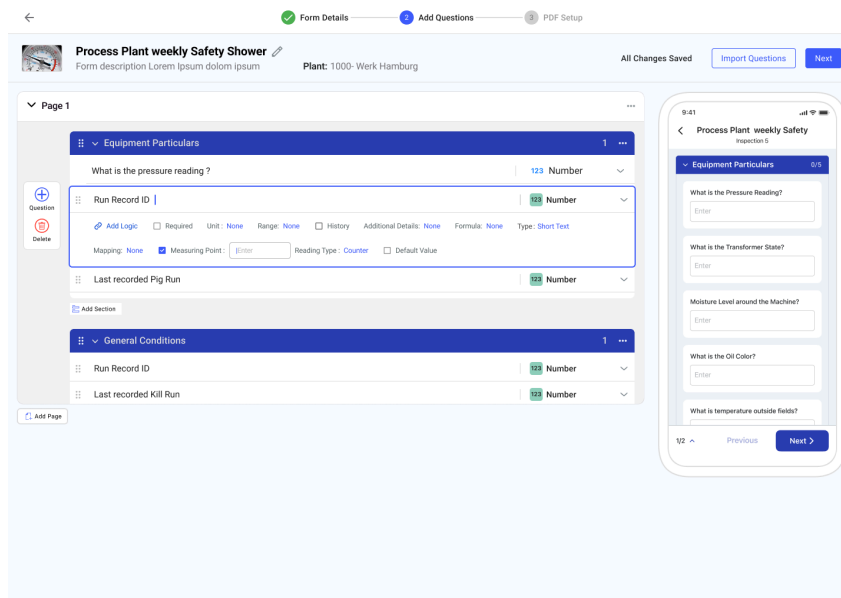 Form Details
2
Add Questions
3
PDF Setup
Process Plant weekly Safety Shower
Form description Lorem Ipsum dolom ipsum
Plant: 1000- Werk Hamburg
All Changes Saved
Import Questions
Next
Page 1
Equipment Particulars
1
What is the pressure reading ?
123 Number
Question
Delete
Run Record ID
123 Number
Add Logic
Required
Unit : None
Range: None
History
Additional Details: None
Formula: None
Type: Short Text
Mapping: None
Measuring Point :
Enter
Reading Type : Counter
Default Value
Last recorded Pig Run
123 Number
Add Section
General Conditions
1
Run Record ID
123 Number
Last recorded Kill Run
123 Number
Add Page
9:41
Process Plant weekly Safety
Inspection 5
Equipment Particulars
0/5
What is the Pressure Reading?
Enter
What is the Transformer State?
Enter
Moisture Level around the Machine?
Enter
What is the Oil Color?
Enter
What is temperature outside fields?
1/2
Previous
Next